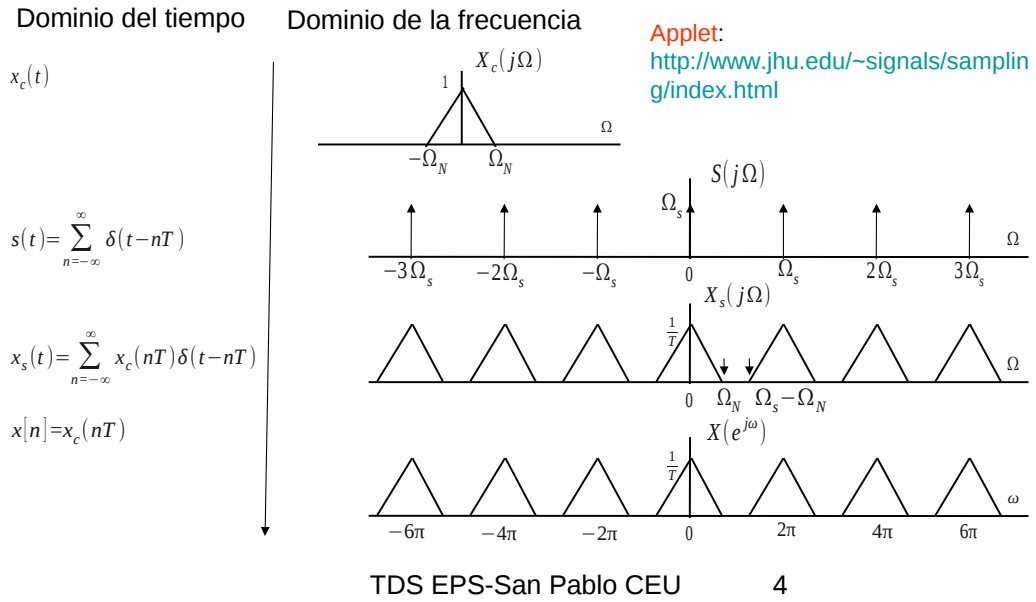 Dominio del tiempo
Dominio de la frecuencia
Applet:
http://www.jhu.edu/~signals/samplin
g/index.html
x_c(t)
X_c(jΩ)
1
Ω
−Ω_N Ω_N
S(jΩ)
Ω_s
s(t)=∑_{n=−∞}^{∞} δ(t−nT)
Ω
−3Ω_s −2Ω_s −Ω_s 0 Ω_s 2Ω_s 3Ω_s
X_s(jΩ)
1/T
x_s(t)=∑_{n=−∞}^{∞} x_c(nT)δ(t−nT)
Ω
0 Ω_N Ω_s−Ω_N
x[n]=x_c(nT)
X(e^{jω})
1/T
ω
−6π −4π −2π 0 2π 4π 6π
TDS EPS-San Pablo CEU 4